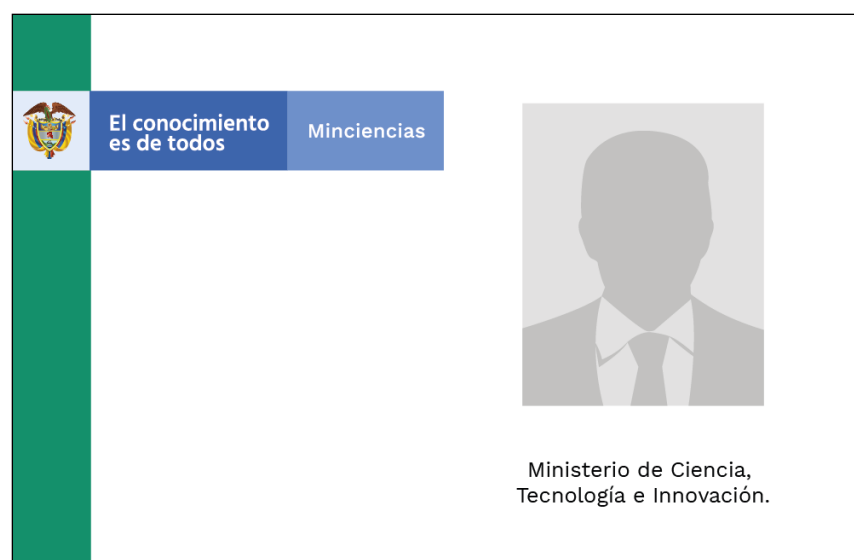 El conocimiento
es de todos
Minciencias
Ministerio de Ciencia,
Tecnología e Innovación.